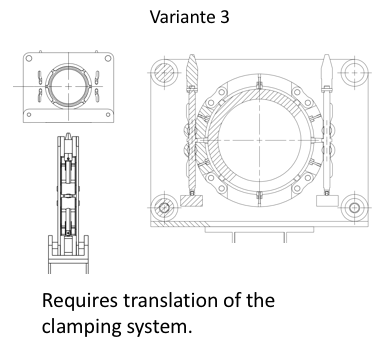 Variante 3
Requires translation of the
clamping system.